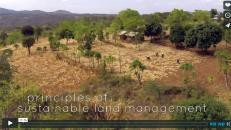 principles of
sustainable land management